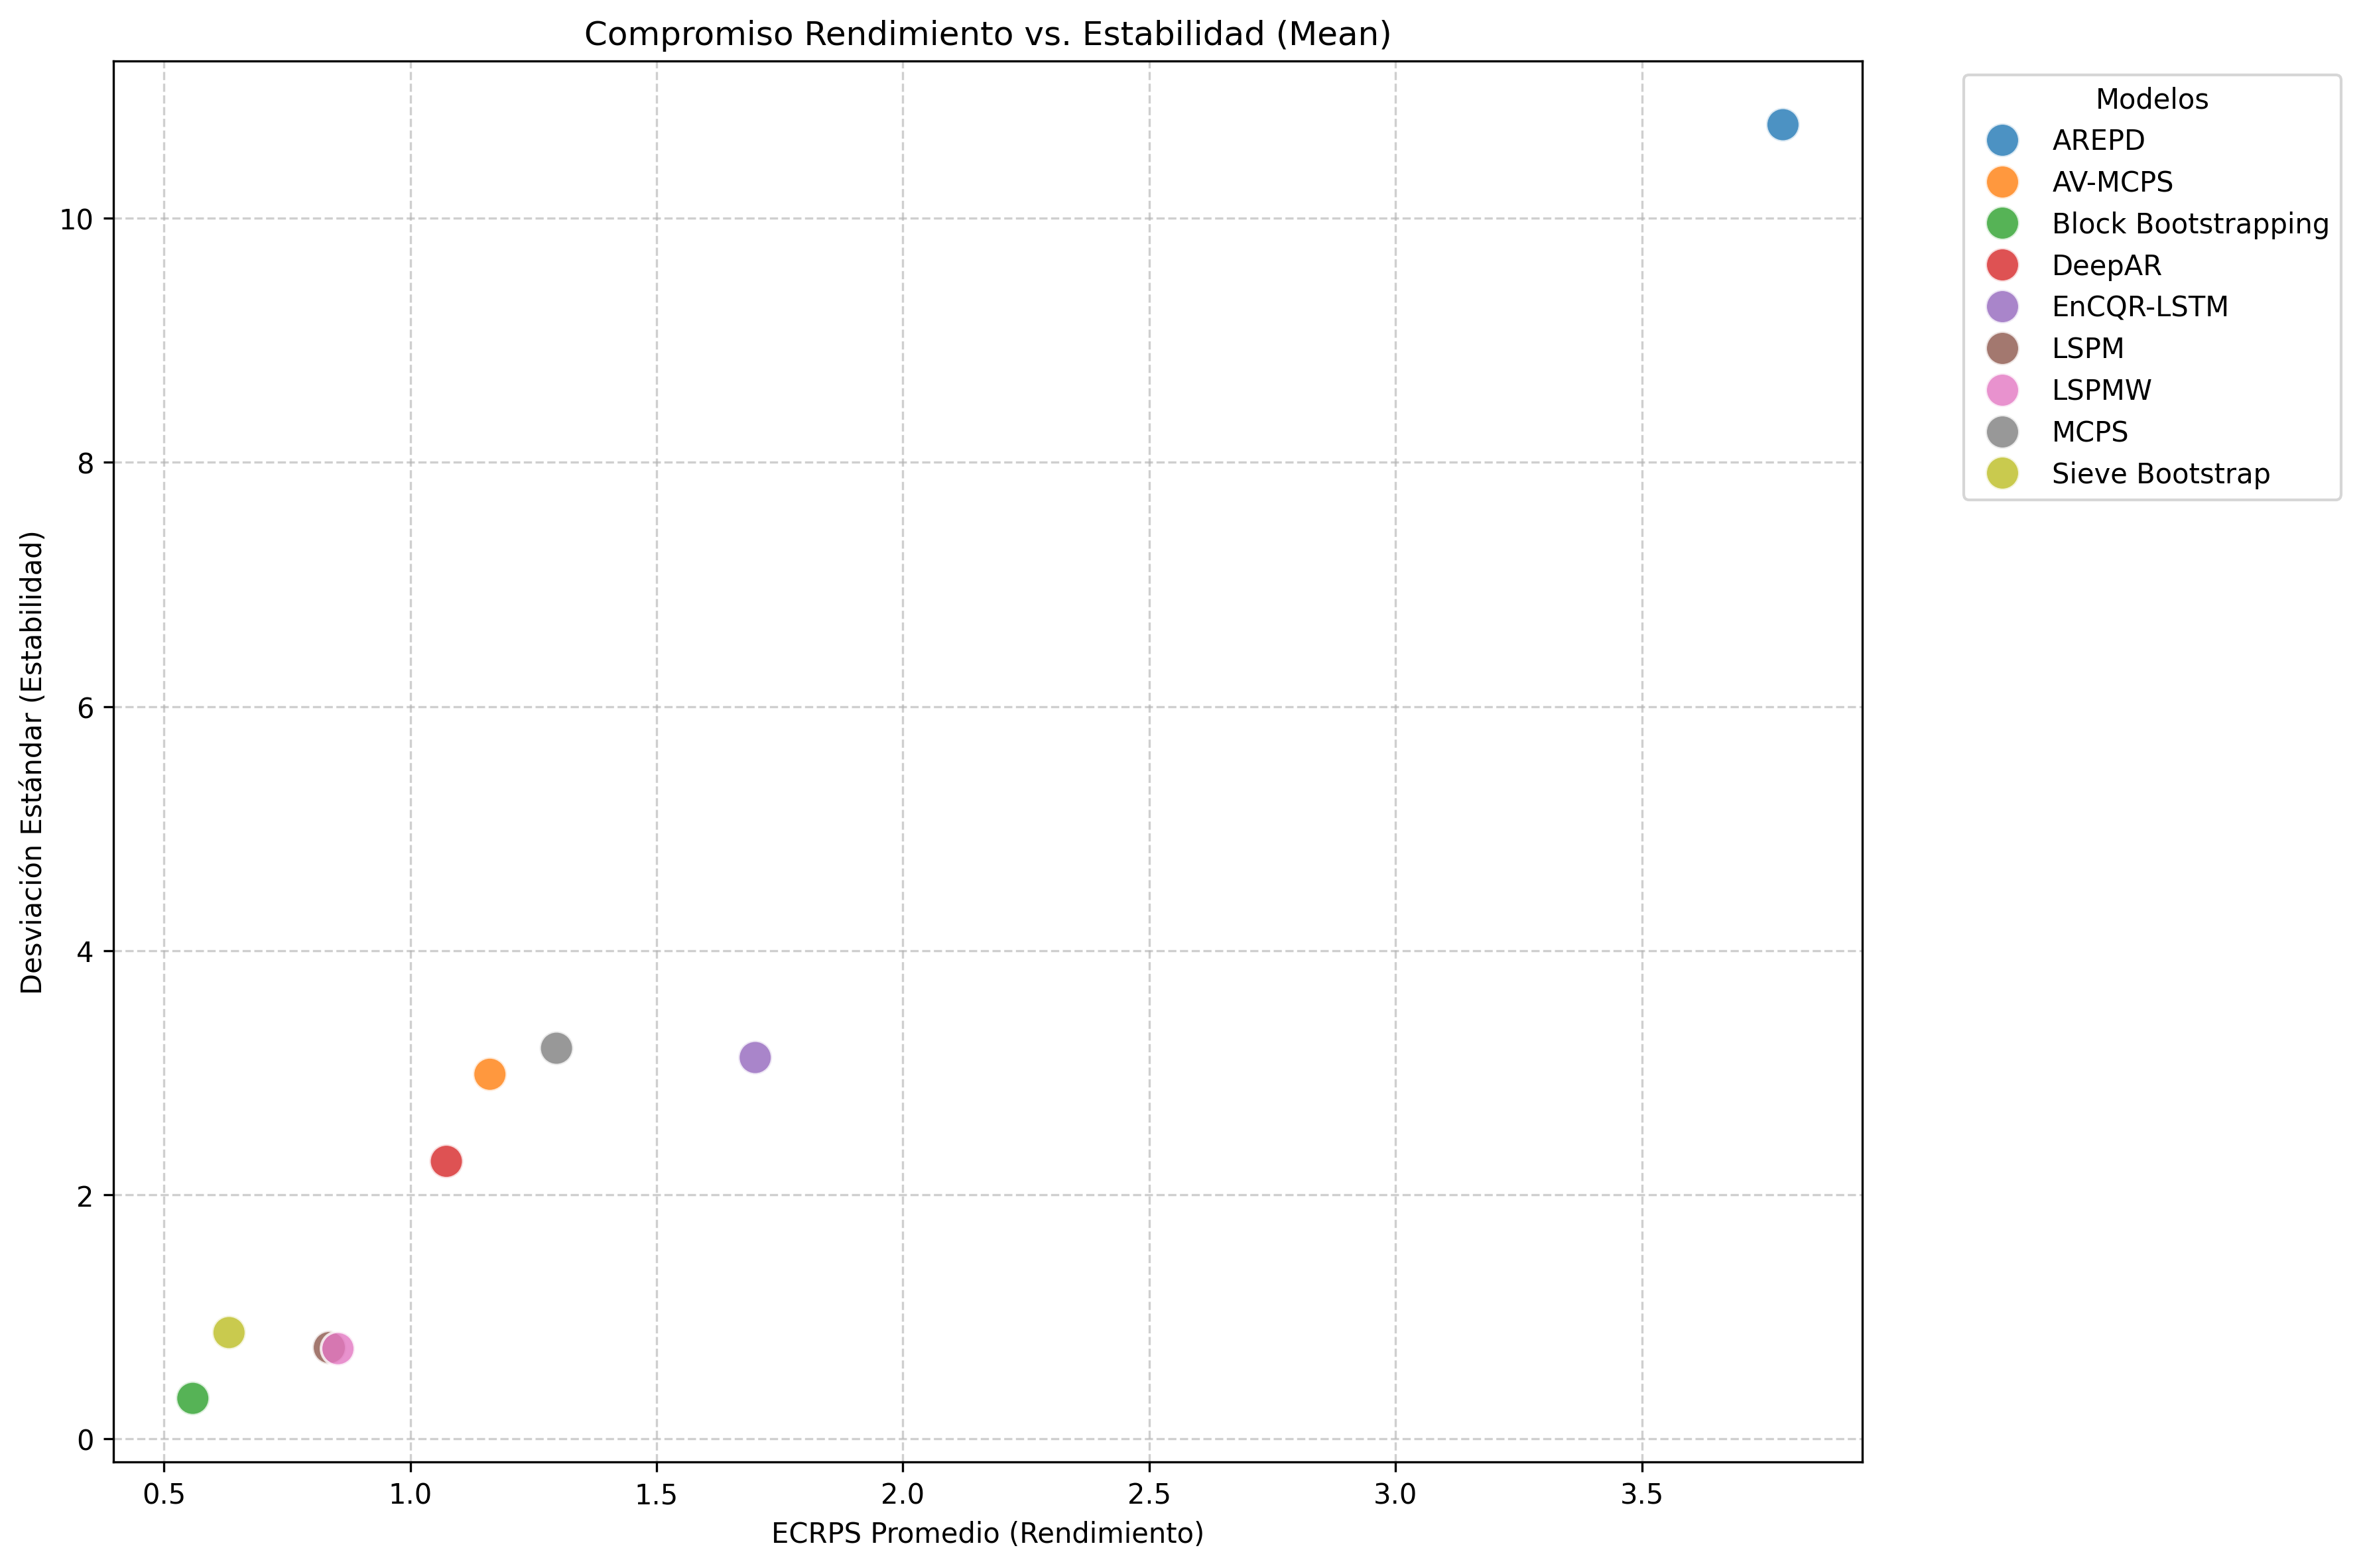 Compromiso Rendimiento vs. Estabilidad (Mean)
Desviación Estándar (Estabilidad)
10
8
6
4
2
0
0.5
1.0
1.5
2.0
2.5
3.0
3.5
ECRPS Promedio (Rendimiento)
Modelos
AREPD
AV-MCPS
Block Bootstrapping
DeepAR
EnCQR-LSTM
LSPM
LSPMW
MCPS
Sieve Bootstrap